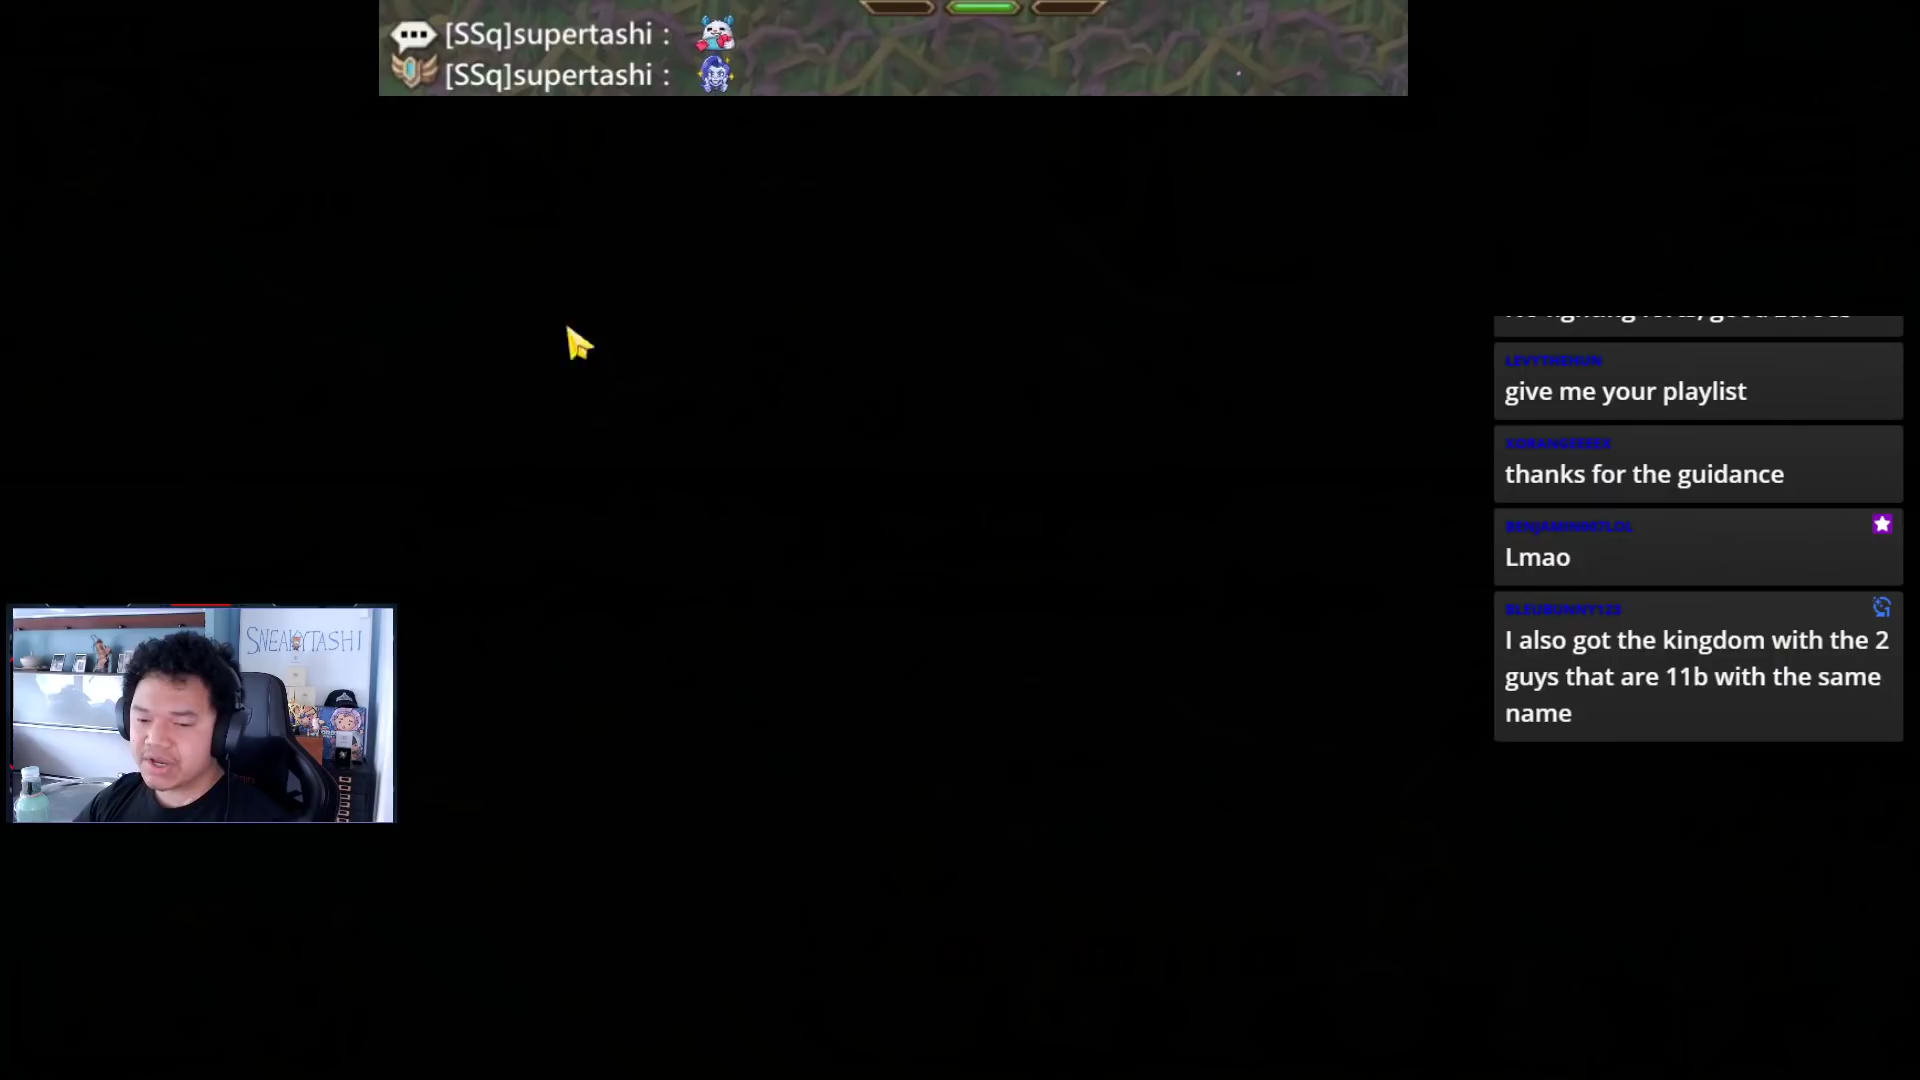 [SSq]supertashi :
[SSq]supertashi :
give me your playlist
thanks for the guidance
Lmao
BLEUBUNNY123
I also got the kingdom with the 2
guys that are 11b with the same
name
SNEAKYTASHI